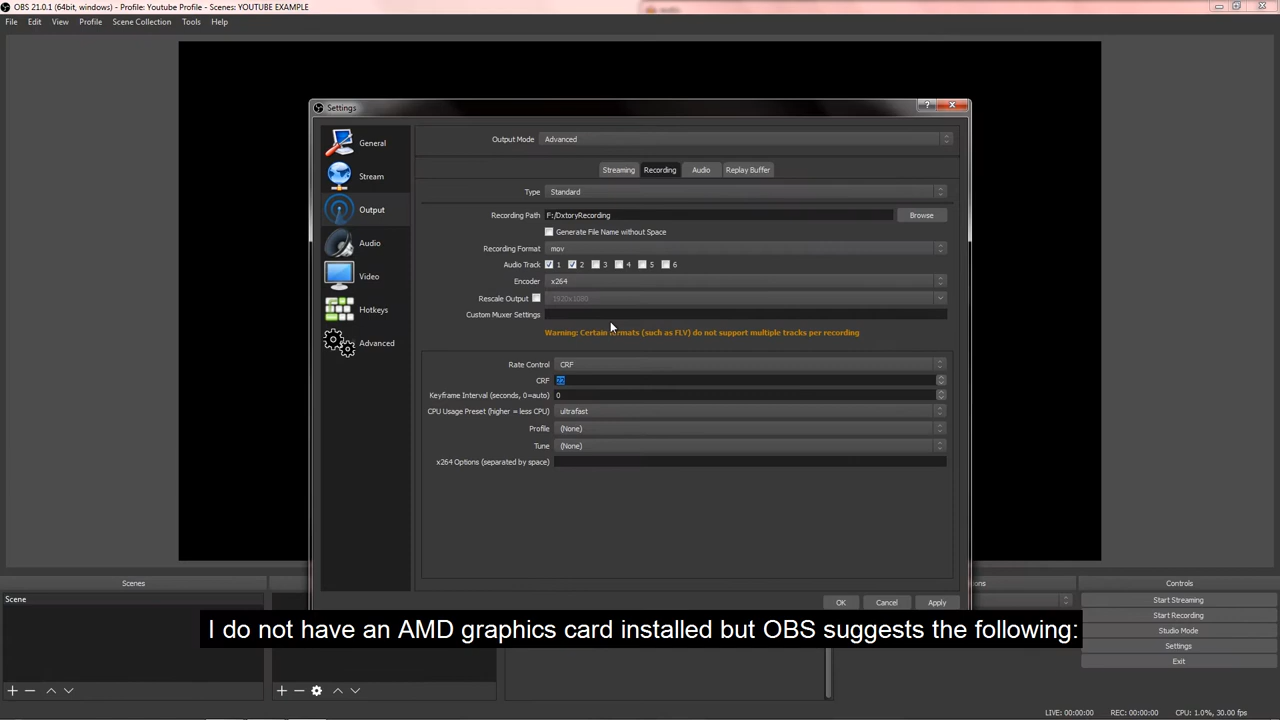 OBS 21.0.1 (64bit, windows) - Profile: Youtube Profile - Scenes: YOUTUBE EXAMPLE
File Edit View Profile Scene Collection Tools Help
Settings
General
Stream
Output
Audio
Video
Hotkeys
Advanced
Output Mode Advanced
Streaming Recording Audio Replay Buffer
Type Standard
Recording Path F:/DxtoryRecording Browse
Generate File Name without Space
Recording Format mov
Audio Track 1 2 3 4 5 6
Encoder x264
Rescale Output 1920x1080
Custom Muxer Settings
Warning: Certain formats (such as FLV) do not support multiple tracks per recording
Rate Control CRF
CRF 22
Keyframe Interval (seconds, 0=auto) 0
CPU Usage Preset (higher = less CPU) ultrafast
Profile (None)
Tune (None)
x264 Options (separated by space)
OK Cancel Apply
Scenes
Scene
Controls
Start Streaming
Start Recording
Studio Mode
Settings
Exit
I do not have an AMD graphics card installed but OBS suggests the following:
LIVE: 00:00:00 REC: 00:00:00 CPU: 1.0%, 30.00 fps